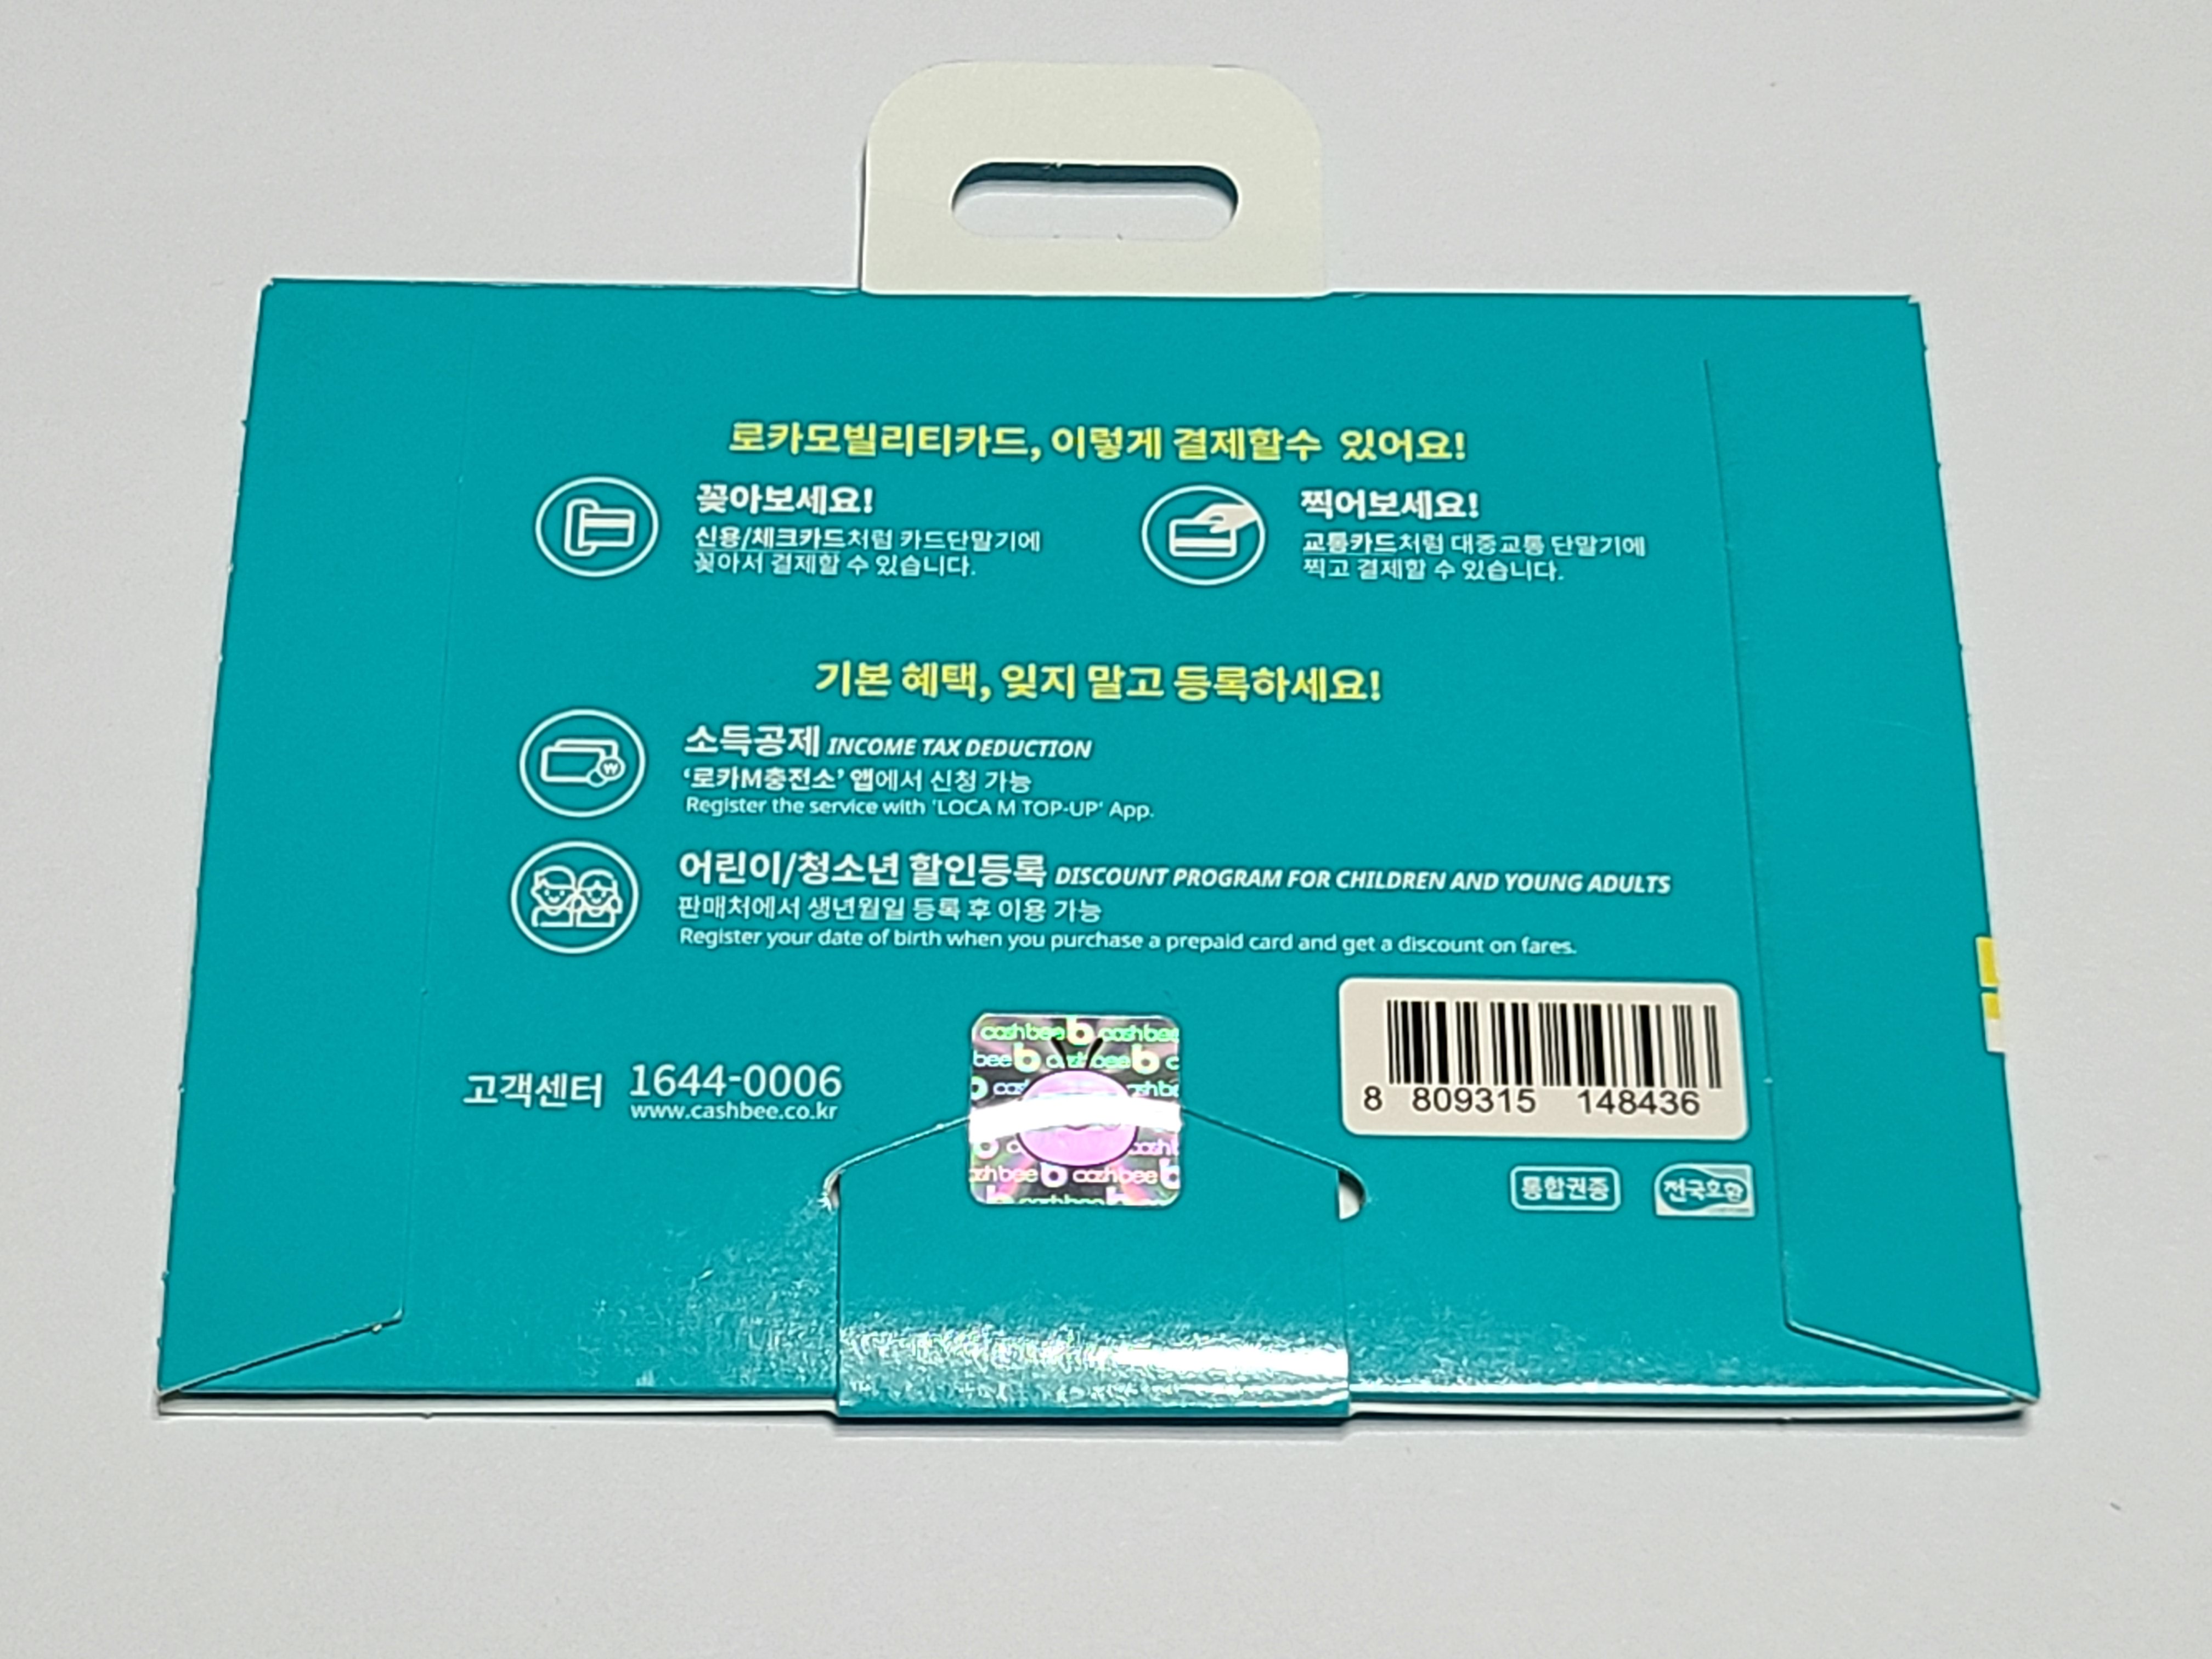 로카모빌리티카드, 이렇게 결제할수 있어요!
꽂아보세요!
신용/체크카드처럼 카드단말기에
꽂아서 결제할 수 있습니다.
찍어보세요!
교통카드처럼 대중교통 단말기에
찍고 결제할 수 있습니다.
기본 혜택, 잊지 말고 등록하세요!
소득공제 INCOME TAX DEDUCTION
'로카M충전소' 앱에서 신청 가능
Register the service with 'LOCA M TOP-UP' App.
어린이/청소년 할인등록 DISCOUNT PROGRAM FOR CHILDREN AND YOUNG ADULTS
판매처에서 생년월일 등록 후 이용 가능
Register your date of birth when you purchase a prepaid card and get a discount on fares.
고객센터 1644-0006
www.cashbee.co.kr
cashbee b cashbee
bee b cashbee b c
cashbee b cashbee
8 809315 148436
통합권종
전국호환